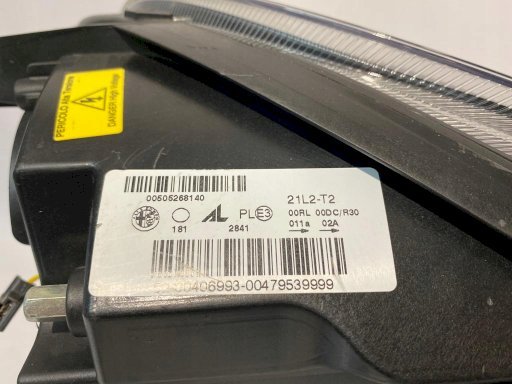 PERICOLO Alta Tensione
DANGER High Voltage
00505268140
21L2-T2
AL PL E3 00RL 00DC/R30
181 2841 011a 02A
406993-00479539999